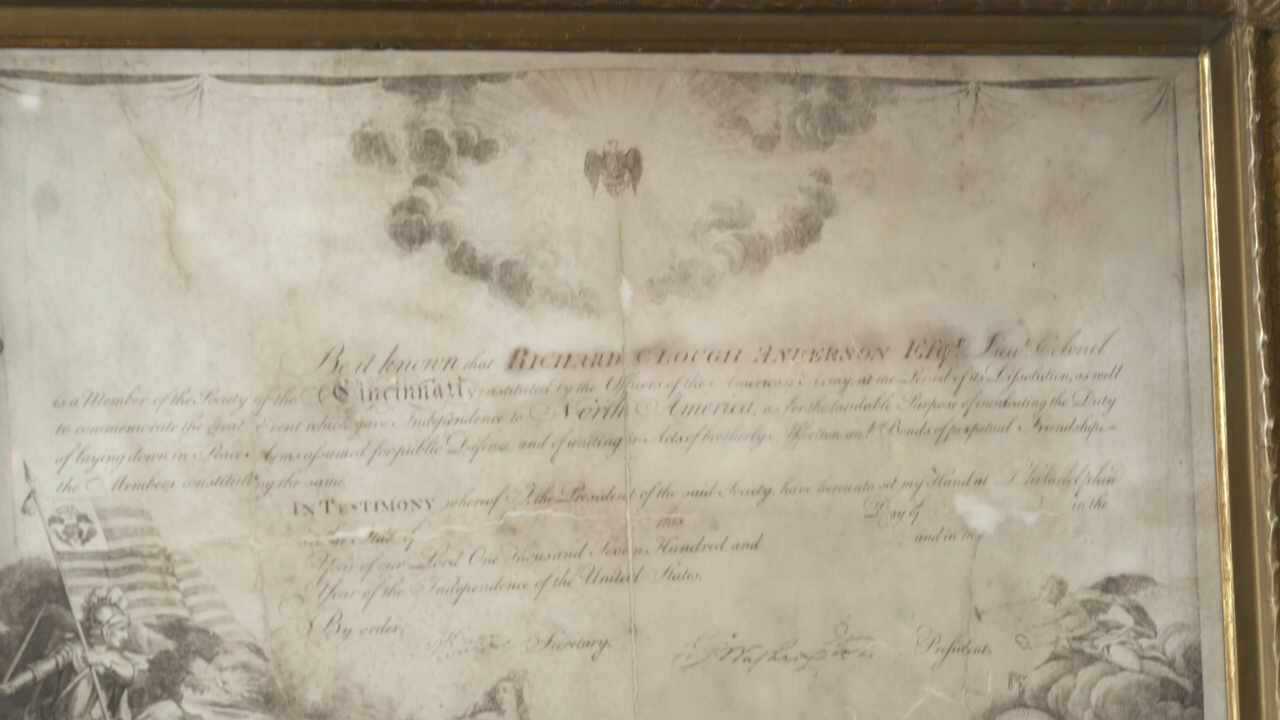 Be it known that RICHARD CLOUGH ANDERSON Esqr. Lieut. Colonel
is a Member of the Society of the Cincinnati, instituted by the Officers of the American Army, at the Period of its Dissolution, as well
to commemorate the great Event which gave Independence to North America, as for the laudable Purpose of inculcating the Duty
of laying down in Peace Arms assumed for public Defence, and of uniting in Acts of brotherly Affection and Bonds of perpetual Friendship
the Members constituting the same.
IN TESTIMONY whereof I, the President of the said Society, have hereunto set my Hand at Philadelphia
in the State of this Day of in the
Year of our Lord One thousand Seven Hundred and and in the
Year of the Independence of the United States.
By order, Secretary. G. Washington President.